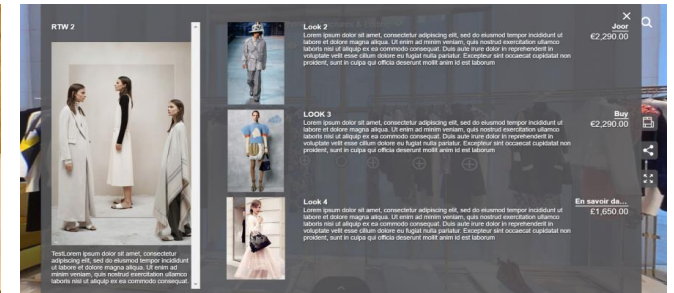 RTW 2
TestLorem ipsum dolor sit amet, consectetur
adipiscing elit, sed do eiusmod tempor incididunt
ut labore et dolore magna aliqua. Ut enim ad
minim veniam, quis nostrud exercitation ullamco
laboris nisi ut aliquip ex ea commodo consequat.
Look 2
Lorem ipsum dolor sit amet, consectetur adipiscing elit, sed do eiusmod tempor incididunt ut
labore et dolore magna aliqua. Ut enim ad minim veniam, quis nostrud exercitation ullamco
laboris nisi ut aliquip ex ea commodo consequat. Duis aute irure dolor in reprehenderit in
voluptate velit esse cillum dolore eu fugiat nulla pariatur. Excepteur sint occaecat cupidatat non
proident, sunt in culpa qui officia deserunt mollit anim id est laborum
Joor
€2,290.00
LOOK 3
Lorem ipsum dolor sit amet, consectetur adipiscing elit, sed do eiusmod tempor incididunt ut
labore et dolore magna aliqua. Ut enim ad minim veniam, quis nostrud exercitation ullamco
laboris nisi ut aliquip ex ea commodo consequat. Duis aute irure dolor in reprehenderit in
voluptate velit esse cillum dolore eu fugiat nulla pariatur. Excepteur sint occaecat cupidatat non
proident, sunt in culpa qui officia deserunt mollit anim id est laborum
Buy
€2,290.00
Look 4
Lorem ipsum dolor sit amet, consectetur adipiscing elit, sed do eiusmod tempor incididunt ut
labore et dolore magna aliqua. Ut enim ad minim veniam, quis nostrud exercitation ullamco
laboris nisi ut aliquip ex ea commodo consequat. Duis aute irure dolor in reprehenderit in
voluptate velit esse cillum dolore eu fugiat nulla pariatur. Excepteur sint occaecat cupidatat non
proident, sunt in culpa qui officia deserunt mollit anim id est laborum
En savoir da...
£1,650.00